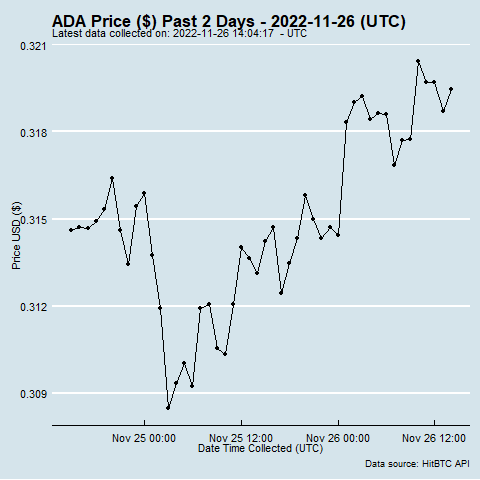 ADA Price ($) Past 2 Days - 2022-11-26 (UTC)
Latest data collected on: 2022-11-26 14:04:17  - UTC
0.321
0.318
0.315
0.312
0.309
Price USD ($)
Nov 25 00:00 Nov 25 12:00 Nov 26 00:00 Nov 26 12:00
Date Time Collected (UTC)
Data source: HitBTC API